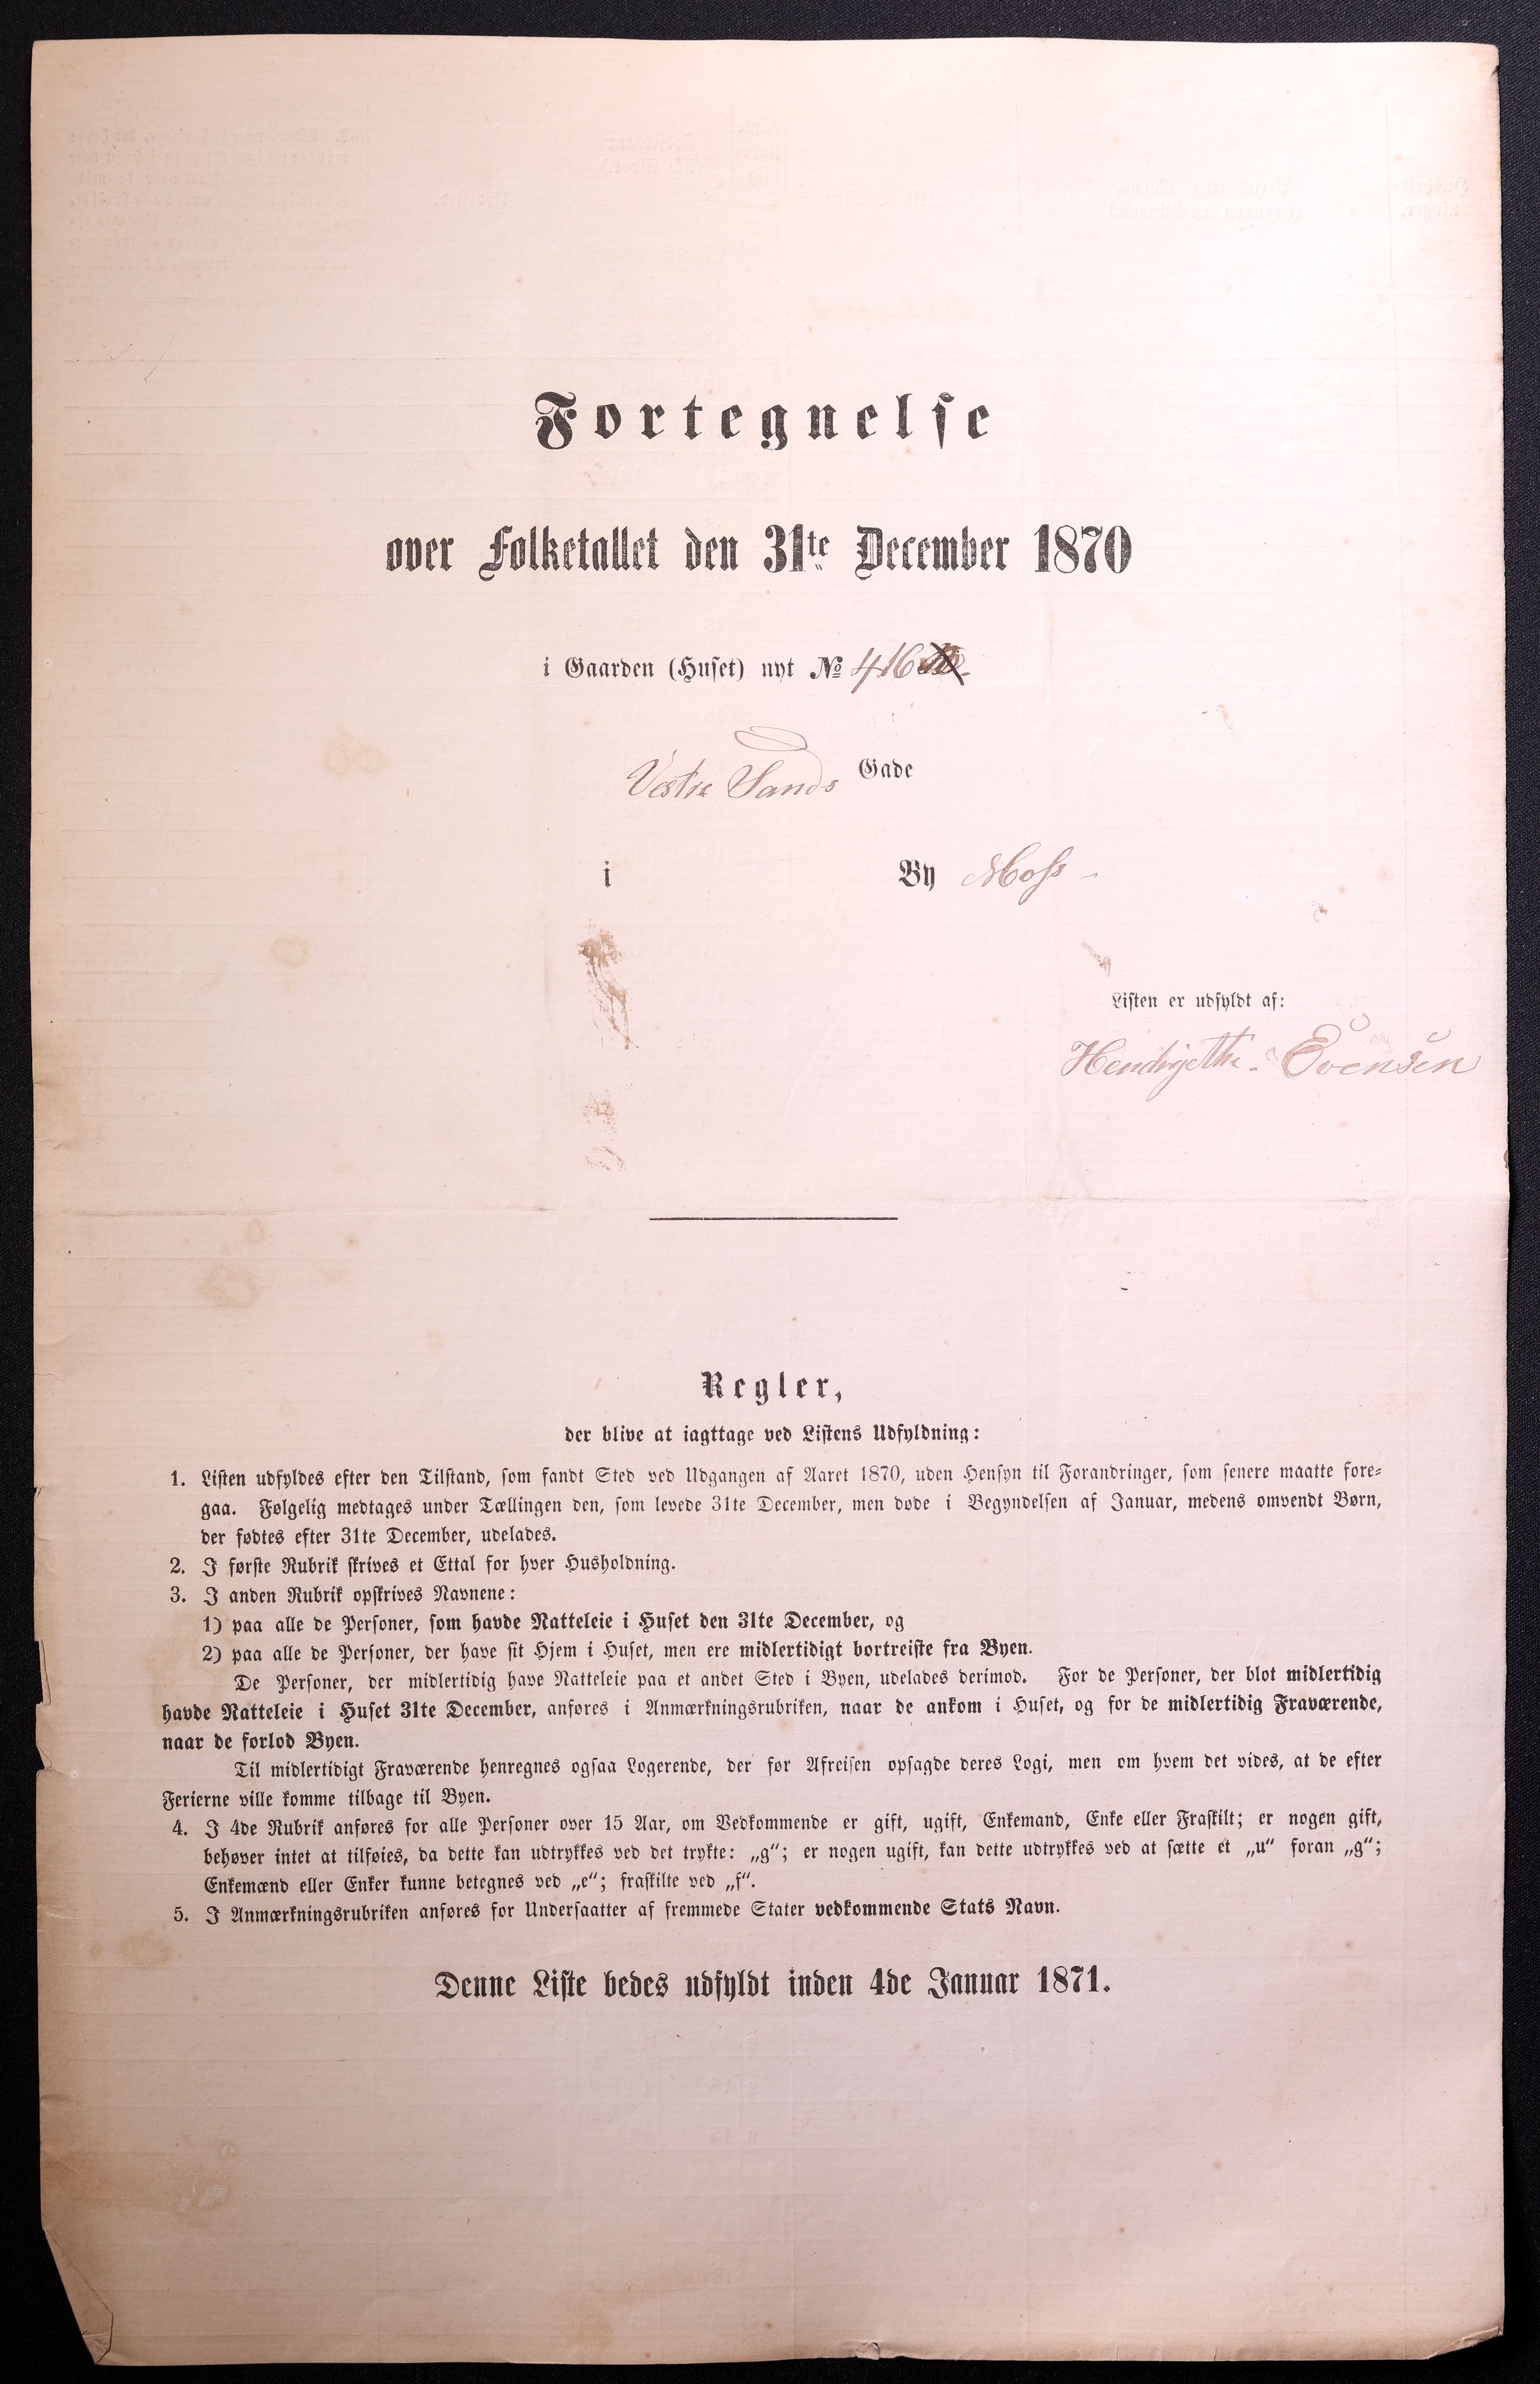 Fortegnelse
over Folketallet den 31te December 1870
i Gaarden (Huset) nyt No 416
Vestre Sands Gade
i By Moss
Listen er udfyldt af:
Evensen
Regler,
der blive at iagttage ved Listens Udfyldning:
1. Listen udfyldes efter den Tilstand, som fandt Sted ved Udgangen af Aaret 1870, uden Hensyn til Forandringer, som senere maatte fore-
gaa. Følgelig medtages under Tællingen den, som levede 31te December, men døde i Begyndelsen af Januar, medens omvendt Børn,
der fødtes efter 31te December, udelades.
2. I første Rubrik skrives et Ettal for hver Husholdning.
3. I anden Rubrik opskrives Navnene:
1) paa alle de Personer, som havde Natteleie i Huset den 31te December, og
2) paa alle de Personer, der have sit Hjem i Huset, men ere midlertidigt bortreiste fra Byen.
De Personer, der midlertidig have Natteleie paa et andet Sted i Byen, udelades derimod. For de Personer, der blot midlertidig
havde Natteleie i Huset 31te December, anføres i Anmærkningsrubriken, naar de ankom i Huset, og for de midlertidig Fraværende,
naar de forlod Byen.
Til midlertidigt Fraværende henregnes ogsaa Logerende, der før Afreisen opsagde deres Logi, men om hvem det vides, at de efter
Ferierne ville komme tilbage til Byen.
4. I 4de Rubrik anføres for alle Personer over 15 Aar, om Vedkommende er gift, ugift, Enkemand, Enke eller Fraskilt; er nogen gift,
behøver intet at tilføies, da dette kan udtrykkes ved det trykte: „g“; er nogen ugift, kan dette udtrykkes ved at sætte et „u“ foran „g“;
Enkemænd eller Enker kunne betegnes ved „e“; fraskilte ved „f“.
5. I Anmærkningsrubriken anføres for Undersaatter af fremmede Stater vedkommende Stats Navn.
Denne Liste bedes udfyldt inden 4de Januar 1871.